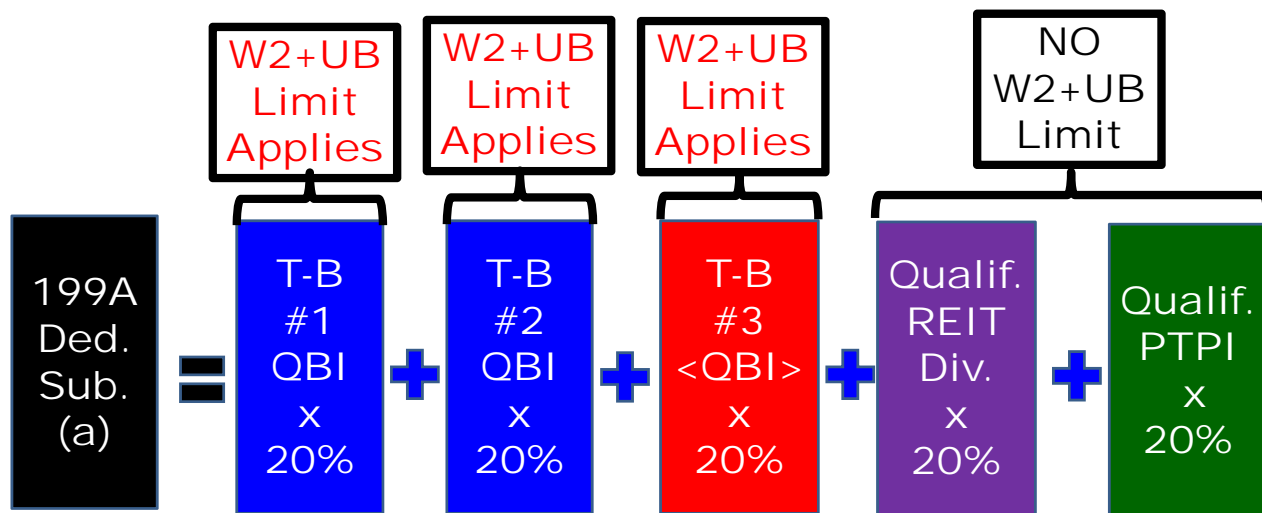 W2+UB
Limit
Applies
W2+UB
Limit
Applies
W2+UB
Limit
Applies
NO
W2+UB
Limit
199A
Ded.
Sub.
(a)
=
T-B
#1
QBI
x
20%
+
T-B
#2
QBI
x
20%
+
T-B
#3
<QBI>
x
20%
+
Qualif.
REIT
Div.
x
20%
+
Qualif.
PTPI
x
20%